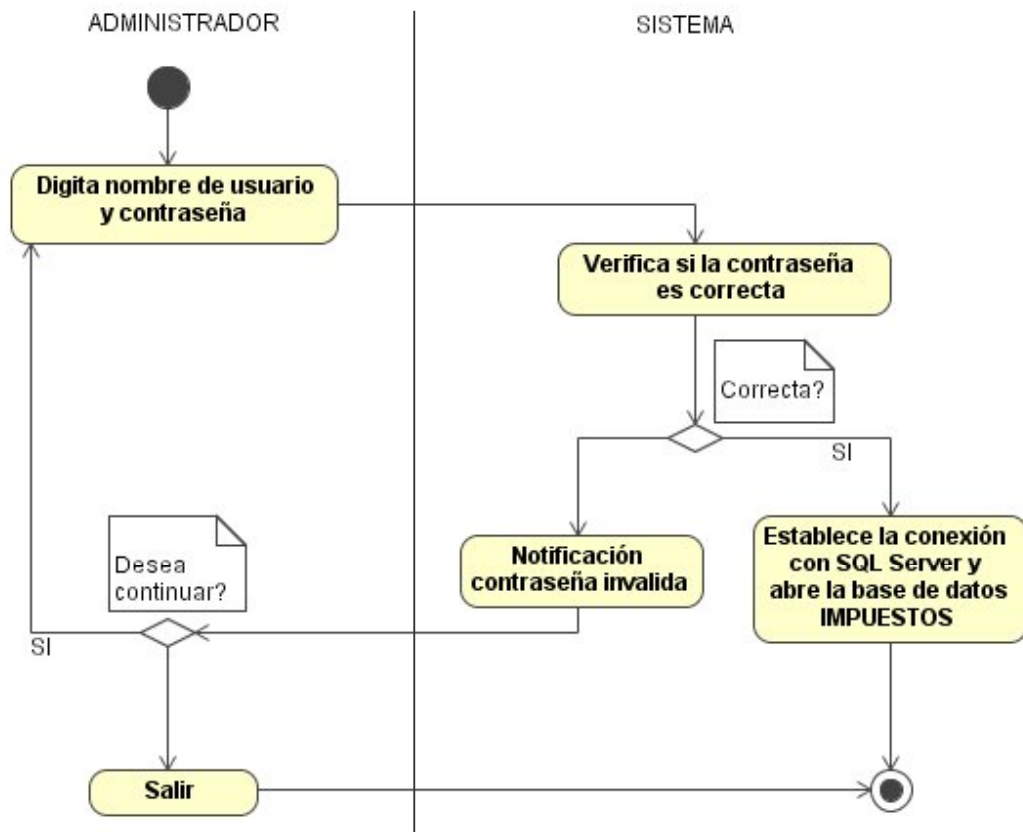 ADMINISTRADOR
SISTEMA
Digita nombre de usuario
y contraseña
Verifica si la contraseña
es correcta
Correcta?
SI
Notificación
contraseña invalida
Establece la conexión
con SQL Server y
abre la base de datos
IMPUESTOS
Desea
continuar?
SI
Salir